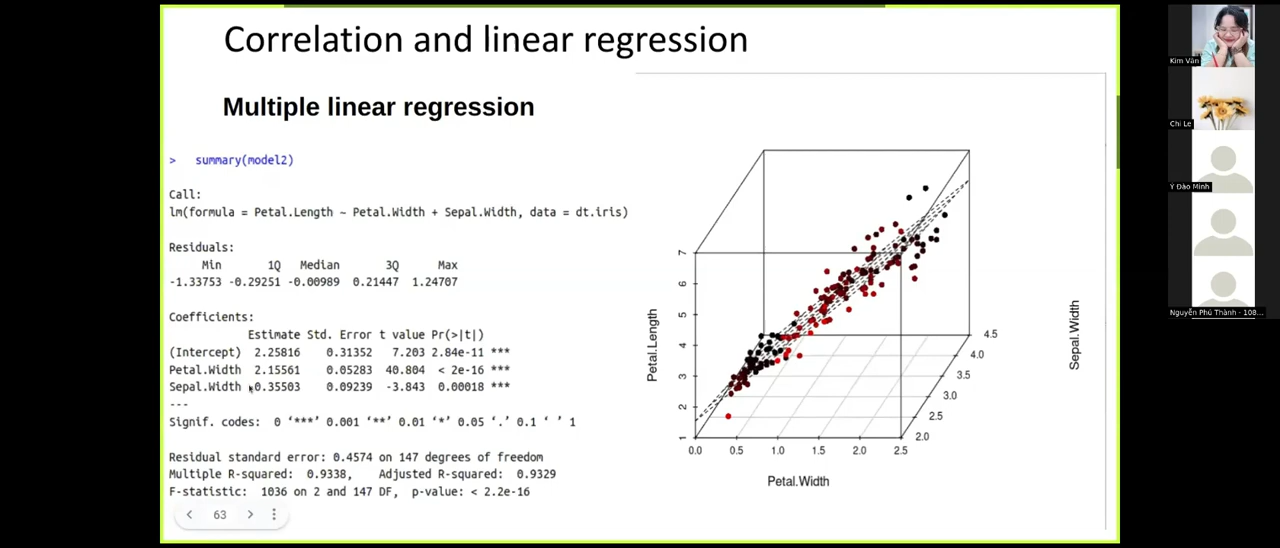 Correlation and linear regression
Multiple linear regression
> summary(model2)
Call:
lm(formula = Petal.Length ~ Petal.Width + Sepal.Width, data = dt.iris)
Residuals:
Min 1Q Median 3Q Max
-1.33753 -0.29251 -0.00989 0.21447 1.24707
Coefficients:
Estimate Std. Error t value Pr(>|t|)
(Intercept) 2.25816 0.31352 7.203 2.84e-11 ***
Petal.Width 2.15561 0.05283 40.804 < 2e-16 ***
Sepal.Width -0.35503 0.09239 -3.843 0.00018 ***
---
Signif. codes: 0 ‘***’ 0.001 ‘**’ 0.01 ‘*’ 0.05 ‘.’ 0.1 ‘ ’ 1
Residual standard error: 0.4574 on 147 degrees of freedom
Multiple R-squared: 0.9338, Adjusted R-squared: 0.9329
F-statistic: 1036 on 2 and 147 DF, p-value: < 2.2e-16
63
Petal.Length
7
6
5
4
3
2
1
0.0 0.5 1.0 1.5 2.0 2.5
Petal.Width
4.5
4.0
3.5
3.0
2.5
2.0
Sepal.Width
Kim Vân
Chi Le
Y Đào Minh
Nguyễn Phú Thành - 108...